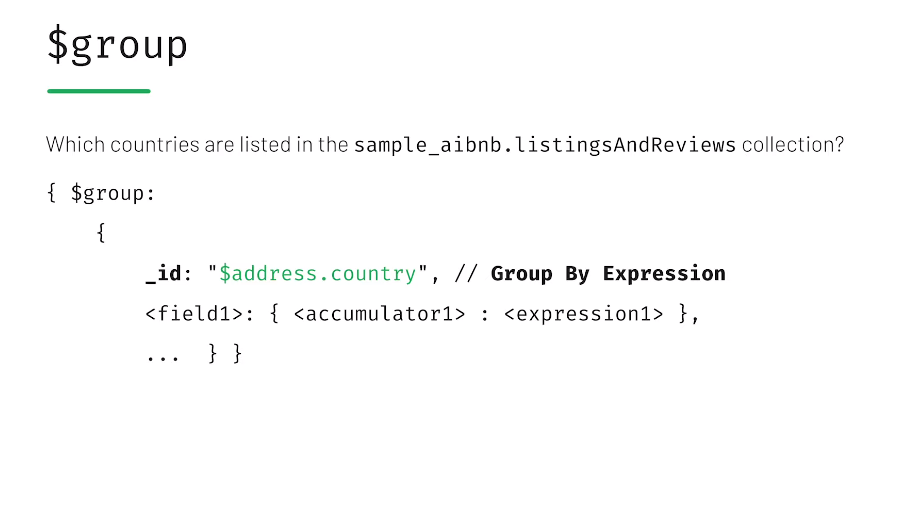 $group
Which countries are listed in the sample_aibnb.listingsAndReviews collection?
{ $group:
{
_id: "$address.country", // Group By Expression
<field1>: { <accumulator1> : <expression1> },
... } }